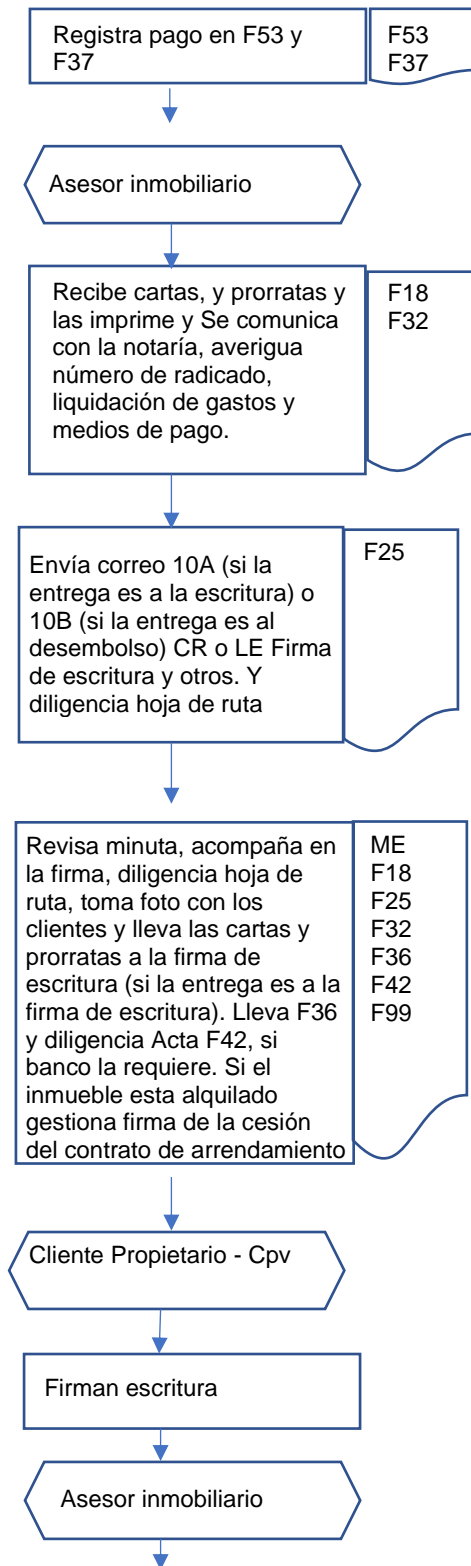 Registra pago en F53 y
F37
F53
F37
Asesor inmobiliario
Recibe cartas, y prorratas y
las imprime y Se comunica
con la notaría, averigua
número de radicado,
liquidación de gastos y
medios de pago.
F18
F32
Envía correo 10A (si la
entrega es a la escritura) o
10B (si la entrega es al
desembolso) CR o LE Firma
de escritura y otros. Y
diligencia hoja de ruta
F25
Revisa minuta, acompaña en
la firma, diligencia hoja de
ruta, toma foto con los
clientes y lleva las cartas y
prorratas a la firma de
escritura (si la entrega es a la
firma de escritura). Lleva F36
y diligencia Acta F42, si
banco la requiere. Si el
inmueble esta alquilado
gestiona firma de la cesión
del contrato de arrendamiento
ME
F18
F25
F32
F36
F42
F99
Cliente Propietario - Cpv
Firman escritura
Asesor inmobiliario